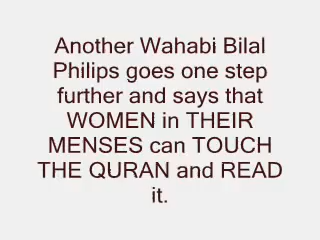 Another Wahabi Bilal
Philips goes one step
further and says that
WOMEN in THEIR
MENSES can TOUCH
THE QURAN and READ
it.